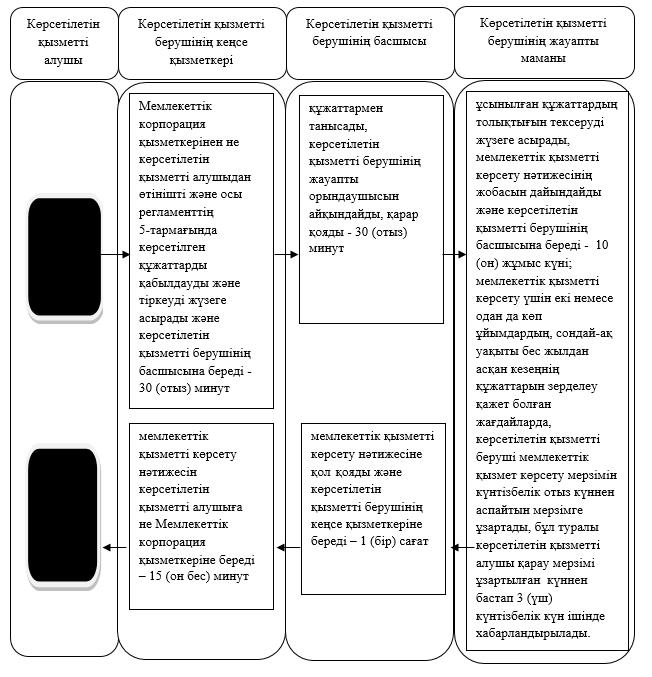 Көрсетілетін
қызметті
алушы
Көрсетілетін қызметті
берушінің кеңсе
қызметкері
Көрсетілетін қызметті
берушінің басшысы
Көрсетілетін қызметті
берушінің жауапты
маманы
Мемлекеттік
корпорация
қызметкерінен не
көрсетілетін
қызметті алушыдан
өтінішті және осы
регламенттің
5-тармағында
көрсетілген
құжаттарды
қабылдауды және
тіркеуді жүзеге
асырады және
көрсетілетін
қызметті берушінің
басшысына береді -
30 (отыз) минут
құжаттармен
танысады,
көрсетілетін
қызметті берушінің
жауапты
орындаушысын
айқындайды, қарар
қояды - 30 (отыз)
минут
ұсынылған құжаттардың
толықтығын тексеруді
жүзеге асырады,
мемлекеттік қызметті
көрсету нәтижесінің
жобасын дайындайды
және көрсетілетін
қызметті берушінің
басшысына береді - 10
(он) жұмыс күні;
мемлекеттік қызметті
көрсету үшін екі немесе
одан да көп
ұйымдардың, сондай-ақ
уақыты бес жылдан
асқан кезеңнің
құжаттарын зерделеу
қажет болған
жағдайларда,
көрсетілетін қызметті
беруші мемлекеттік
қызмет көрсету мерзімін
күнтізбелік отыз күннен
аспайтын мерзімге
ұзартады, бұл туралы
көрсетілетін қызметті
алушы қарау мерзімі
ұзартылған күннен
бастап 3 (үш)
күнтізбелік күн ішінде
хабарландырылады.
мемлекеттік қызметті
көрсету нәтижесіне
қол қояды және
көрсетілетін
қызметті берушінің
кеңсе қызметкеріне
береді – 1 (бір) сағат
мемлекеттік
қызметті көрсету
нәтижесін
көрсетілетін
қызметті алушыға
не Мемлекеттік
корпорация
қызметкеріне береді
– 15 (он бес) минут